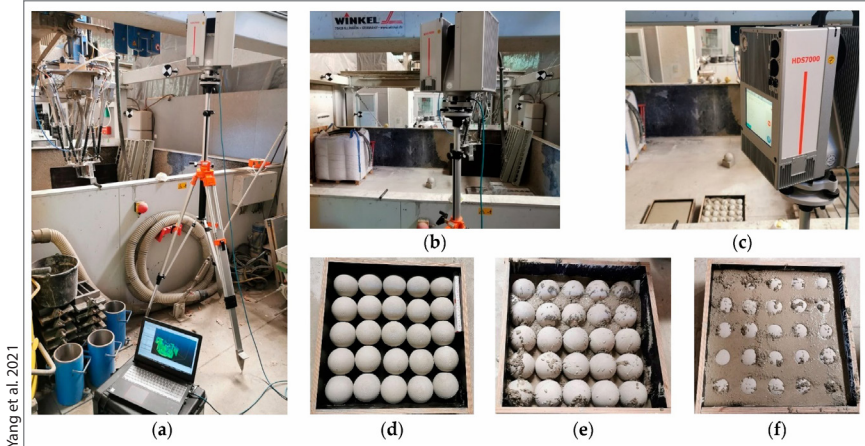 WINKEL
HDS7000
(b)
(c)
(a)
(d)
(e)
(f)
Yang et al. 2021